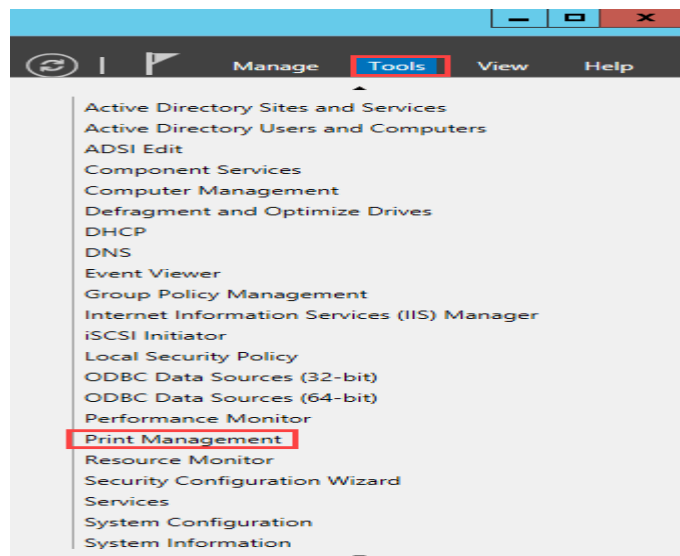 Manage Tools View Help
Active Directory Sites and Services
Active Directory Users and Computers
ADSI Edit
Component Services
Computer Management
Defragment and Optimize Drives
DHCP
DNS
Event Viewer
Group Policy Management
Internet Information Services (IIS) Manager
iSCSI Initiator
Local Security Policy
ODBC Data Sources (32-bit)
ODBC Data Sources (64-bit)
Performance Monitor
Print Management
Resource Monitor
Security Configuration Wizard
Services
System Configuration
System Information